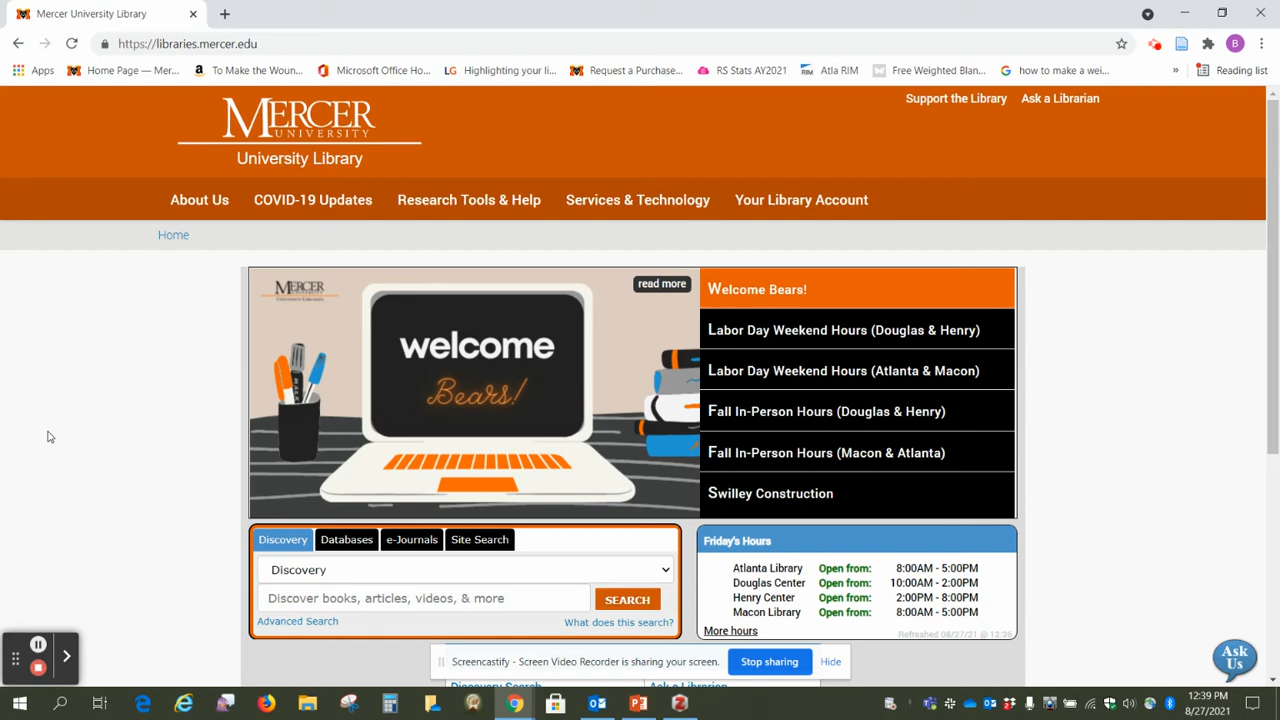 Mercer University Library
https://libraries.mercer.edu
Apps
Home Page — Mer...
To Make the Woun...
Microsoft Office Ho...
Highlighting your li...
Request a Purchase...
RS Stats AY2021
Atla RIM
Free Weighted Blan...
how to make a wei...
»
Reading list
Support the Library
Ask a Librarian
MERCER
UNIVERSITY
University Library
About Us
COVID-19 Updates
Research Tools & Help
Services & Technology
Your Library Account
Home
MERCER
read more
welcome
Bears!
Welcome Bears!
Labor Day Weekend Hours (Douglas & Henry)
Labor Day Weekend Hours (Atlanta & Macon)
Fall In-Person Hours (Douglas & Henry)
Fall In-Person Hours (Macon & Atlanta)
Swilley Construction
Discovery
Databases
e-Journals
Site Search
Discovery
Discover books, articles, videos, & more
SEARCH
Advanced Search
What does this search?
Friday's Hours
Atlanta Library Open from: 8:00AM - 5:00PM
Douglas Center Open from: 10:00AM - 2:00PM
Henry Center Open from: 2:00PM - 8:00PM
Macon Library Open from: 8:00AM - 5:00PM
More hours
Refreshed 08/27/21 @ 12:36
Screencastify - Screen Video Recorder is sharing your screen.
Stop sharing
Hide
Discovery Search
Ask a Librarian
Ask
Us
12:39 PM
8/27/2021